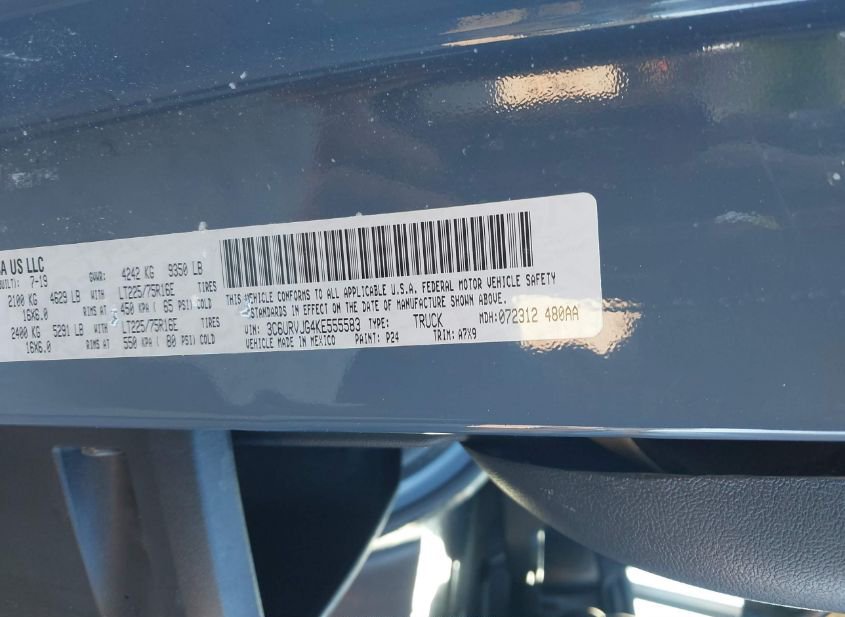 A US LLC
7-19 GVWR: 4242 KG 9350 LB
2100 KG 4629 LB WITH LT225/75R16E TIRES
16X6.0 RIMS AT 450 KPA ( 65 PSI) COLD
2400 KG 5291 LB WITH LT225/75R16E TIRES
16X6.0 RIMS AT 550 KPA ( 80 PSI) COLD
THIS VEHICLE CONFORMS TO ALL APPLICABLE U.S.A. FEDERAL MOTOR VEHICLE SAFETY
STANDARDS IN EFFECT ON THE DATE OF MANUFACTURE SHOWN ABOVE.
VIN: 3C6URVJG4KE555583 TYPE: TRUCK MDH: 072312 480AA
VEHICLE MADE IN MEXICO PAINT: P24 TRIM: A7X9